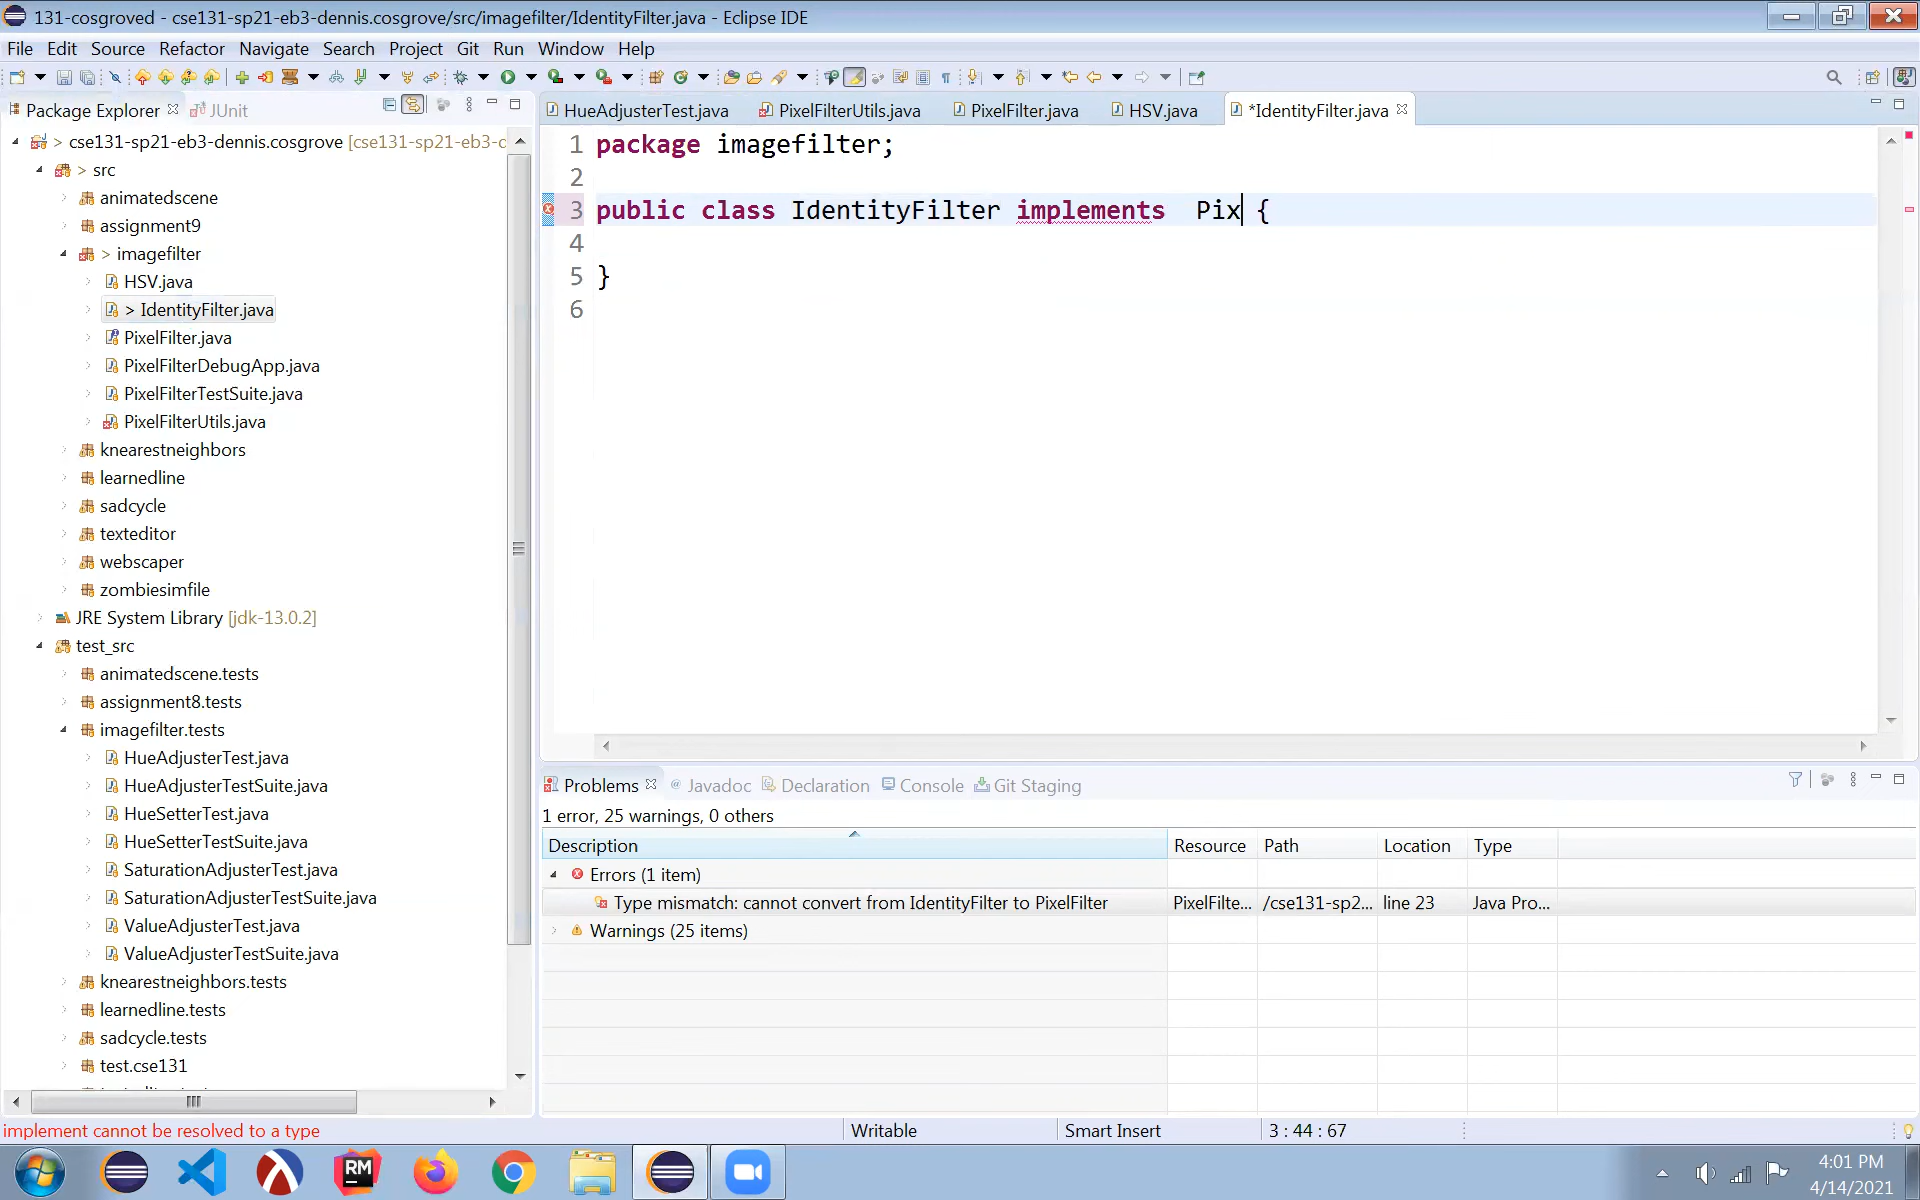 131-cosgroved - cse131-sp21-eb3-dennis.cosgrove/src/imagefilter/IdentityFilter.java - Eclipse IDE
File Edit Source Refactor Navigate Search Project Git Run Window Help
Package Explorer JUnit
HueAdjusterTest.java PixelFilterUtils.java PixelFilter.java HSV.java *IdentityFilter.java
> cse131-sp21-eb3-dennis.cosgrove [cse131-sp21-eb3-c
> src
animatedscene
assignment9
> imagefilter
HSV.java
> IdentityFilter.java
PixelFilter.java
PixelFilterDebugApp.java
PixelFilterTestSuite.java
PixelFilterUtils.java
knearestneighbors
learnedline
sadcycle
texteditor
webscaper
zombiesimfile
JRE System Library [jdk-13.0.2]
test_src
animatedscene.tests
assignment8.tests
imagefilter.tests
HueAdjusterTest.java
HueAdjusterTestSuite.java
HueSetterTest.java
HueSetterTestSuite.java
SaturationAdjusterTest.java
SaturationAdjusterTestSuite.java
ValueAdjusterTest.java
ValueAdjusterTestSuite.java
knearestneighbors.tests
learnedline.tests
sadcycle.tests
test.cse131
1 package imagefilter;
2
3 public class IdentityFilter implements  Pix {
4
5 }
6
Problems Javadoc Declaration Console Git Staging
1 error, 25 warnings, 0 others
Description Resource Path Location Type
Errors (1 item)
Type mismatch: cannot convert from IdentityFilter to PixelFilter PixelFilte... /cse131-sp2... line 23 Java Pro...
Warnings (25 items)
implement cannot be resolved to a type Writable Smart Insert 3 : 44 : 67
RM
4:01 PM
4/14/2021